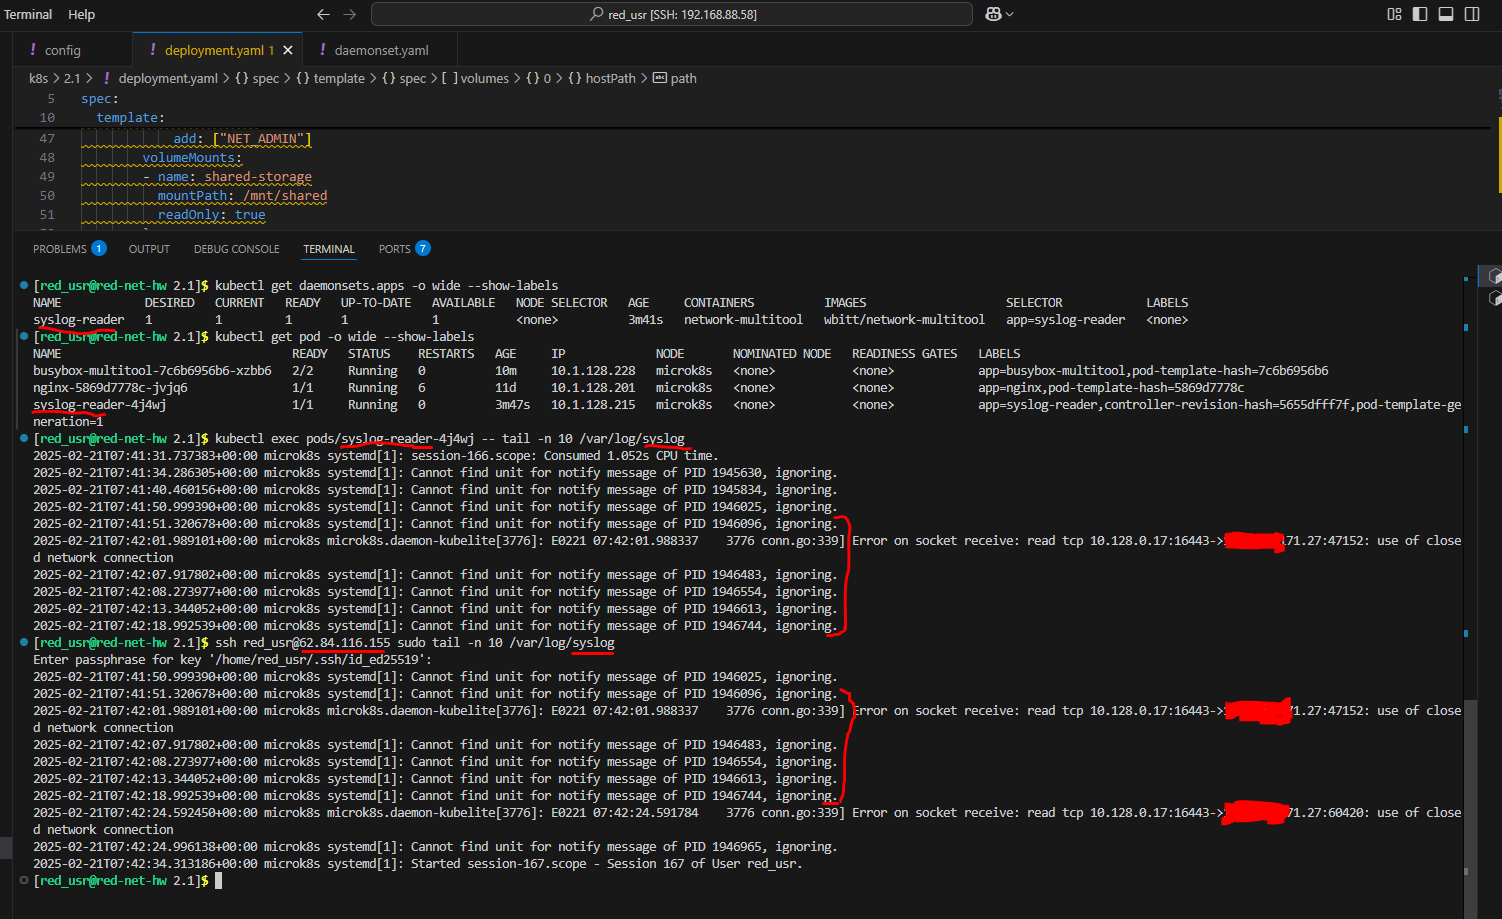 Terminal Help red_usr [SSH: 192.168.88.58]
! config ! deployment.yaml 1 × ! daemonset.yaml
k8s > 2.1 > ! deployment.yaml > {} spec > {} template > {} spec > [ ] volumes > {} 0 > {} hostPath > abc path
5 spec:
10 template:
47 add: ["NET_ADMIN"]
48 volumeMounts:
49 - name: shared-storage
50 mountPath: /mnt/shared
51 readOnly: true
PROBLEMS 1 OUTPUT DEBUG CONSOLE TERMINAL PORTS 7
[red_usr@red-net-hw 2.1]$ kubectl get daemonsets.apps -o wide --show-labels
NAME DESIRED CURRENT READY UP-TO-DATE AVAILABLE NODE SELECTOR AGE CONTAINERS IMAGES SELECTOR LABELS
syslog-reader 1 1 1 1 1 <none> 3m41s network-multitool wbitt/network-multitool app=syslog-reader <none>
[red_usr@red-net-hw 2.1]$ kubectl get pod -o wide --show-labels
NAME READY STATUS RESTARTS AGE IP NODE NOMINATED NODE READINESS GATES LABELS
busybox-multitool-7c6b6956b6-xzbb6 2/2 Running 0 10m 10.1.128.228 microk8s <none> <none> app=busybox-multitool,pod-template-hash=7c6b6956b6
nginx-5869d7778c-jvjq6 1/1 Running 6 11d 10.1.128.201 microk8s <none> <none> app=nginx,pod-template-hash=5869d7778c
syslog-reader-4j4wj 1/1 Running 0 3m47s 10.1.128.215 microk8s <none> <none> app=syslog-reader,controller-revision-hash=5655dfff7f,pod-template-ge
neration=1
[red_usr@red-net-hw 2.1]$ kubectl exec pods/syslog-reader-4j4wj -- tail -n 10 /var/log/syslog
2025-02-21T07:41:31.737383+00:00 microk8s systemd[1]: session-166.scope: Consumed 1.052s CPU time.
2025-02-21T07:41:34.286305+00:00 microk8s systemd[1]: Cannot find unit for notify message of PID 1945630, ignoring.
2025-02-21T07:41:40.460156+00:00 microk8s systemd[1]: Cannot find unit for notify message of PID 1945834, ignoring.
2025-02-21T07:41:50.999390+00:00 microk8s systemd[1]: Cannot find unit for notify message of PID 1946025, ignoring.
2025-02-21T07:41:51.320678+00:00 microk8s systemd[1]: Cannot find unit for notify message of PID 1946096, ignoring.
2025-02-21T07:42:01.989101+00:00 microk8s microk8s.daemon-kubelite[3776]: E0221 07:42:01.988337 3776 conn.go:339] Error on socket receive: read tcp 10.128.0.17:16443-> 71.27:47152: use of close
d network connection
2025-02-21T07:42:07.917802+00:00 microk8s systemd[1]: Cannot find unit for notify message of PID 1946483, ignoring.
2025-02-21T07:42:08.273977+00:00 microk8s systemd[1]: Cannot find unit for notify message of PID 1946554, ignoring.
2025-02-21T07:42:13.344052+00:00 microk8s systemd[1]: Cannot find unit for notify message of PID 1946613, ignoring.
2025-02-21T07:42:18.992539+00:00 microk8s systemd[1]: Cannot find unit for notify message of PID 1946744, ignoring.
[red_usr@red-net-hw 2.1]$ ssh red_usr@62.84.116.155 sudo tail -n 10 /var/log/syslog
Enter passphrase for key '/home/red_usr/.ssh/id_ed25519':
2025-02-21T07:41:50.999390+00:00 microk8s systemd[1]: Cannot find unit for notify message of PID 1946025, ignoring.
2025-02-21T07:41:51.320678+00:00 microk8s systemd[1]: Cannot find unit for notify message of PID 1946096, ignoring.
2025-02-21T07:42:01.989101+00:00 microk8s microk8s.daemon-kubelite[3776]: E0221 07:42:01.988337 3776 conn.go:339] Error on socket receive: read tcp 10.128.0.17:16443-> 71.27:47152: use of close
d network connection
2025-02-21T07:42:07.917802+00:00 microk8s systemd[1]: Cannot find unit for notify message of PID 1946483, ignoring.
2025-02-21T07:42:08.273977+00:00 microk8s systemd[1]: Cannot find unit for notify message of PID 1946554, ignoring.
2025-02-21T07:42:13.344052+00:00 microk8s systemd[1]: Cannot find unit for notify message of PID 1946613, ignoring.
2025-02-21T07:42:18.992539+00:00 microk8s systemd[1]: Cannot find unit for notify message of PID 1946744, ignoring.
2025-02-21T07:42:24.592450+00:00 microk8s microk8s.daemon-kubelite[3776]: E0221 07:42:24.591784 3776 conn.go:339] Error on socket receive: read tcp 10.128.0.17:16443-> 71.27:60420: use of close
d network connection
2025-02-21T07:42:24.996138+00:00 microk8s systemd[1]: Cannot find unit for notify message of PID 1946965, ignoring.
2025-02-21T07:42:34.313186+00:00 microk8s systemd[1]: Started session-167.scope - Session 167 of User red_usr.
[red_usr@red-net-hw 2.1]$